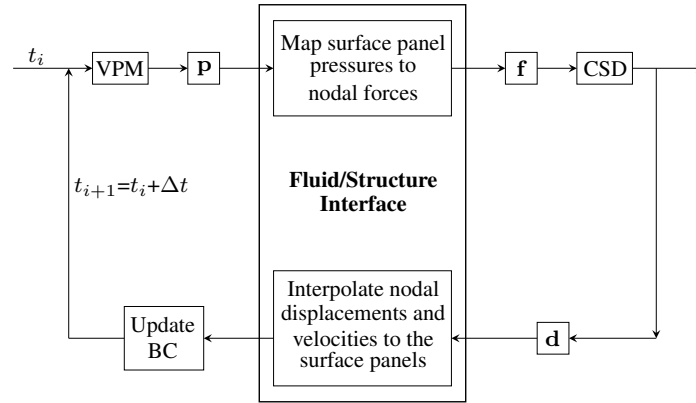 t_i
VPM
p
Map surface panel
pressures to
nodal forces
f
CSD
t_{i+1}=t_i+Δt
Fluid/Structure
Interface
Update
BC
Interpolate nodal
displacements and
velocities to the
surface panels
d